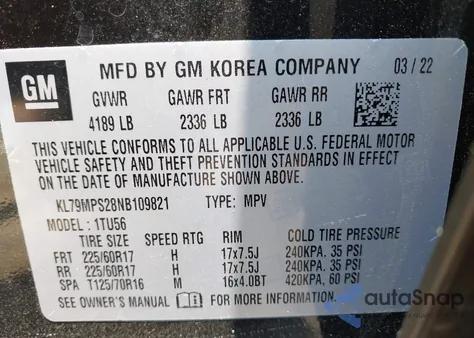 GM MFD BY GM KOREA COMPANY 03 / 22
GVWR GAWR FRT GAWR RR
4189 LB 2336 LB 2336 LB
THIS VEHICLE CONFORMS TO ALL APPLICABLE U.S. FEDERAL MOTOR
VEHICLE SAFETY AND THEFT PREVENTION STANDARDS IN EFFECT
ON THE DATE OF MANUFACTURE SHOWN ABOVE.
KL79MPS28NB109821 TYPE: MPV
MODEL : 1TU56
TIRE SIZE SPEED RTG RIM COLD TIRE PRESSURE
FRT 225/60R17 H 17x7.5J 240KPA, 35 PSI
RR 225/60R17 H 17x7.5J 240KPA, 35 PSI
SPA T125/70R16 M 16x4.0BT 420KPA, 60 PSI
SEE OWNER'S MANUAL FOR MORE INFORMATION
autaSnap